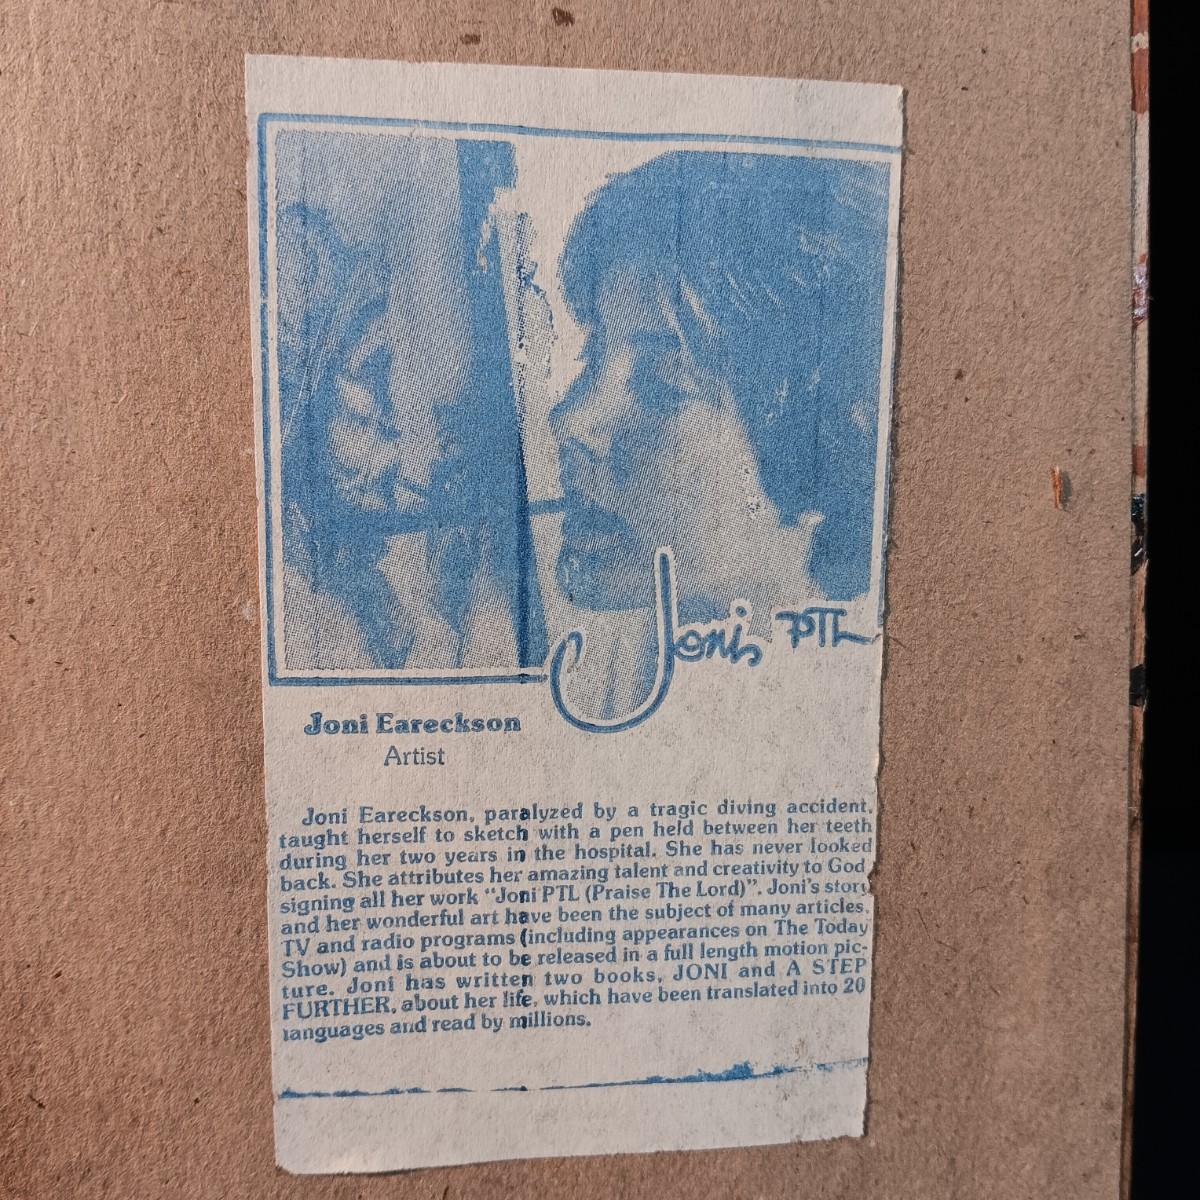 Joni PTL
Joni Eareckson
Artist
Joni Eareckson, paralyzed by a tragic diving accident,
taught herself to sketch with a pen held between her teeth
during her two years in the hospital. She has never looked
back. She attributes her amazing talent and creativity to God
signing all her work “Joni PTL (Praise The Lord)”. Joni's story
and her wonderful art have been the subject of many articles,
TV and radio programs (including appearances on The Today
Show) and is about to be released in a full length motion pic-
ture. Joni has written two books, JONI and A STEP
FURTHER, about her life, which have been translated into 20
languages and read by millions.